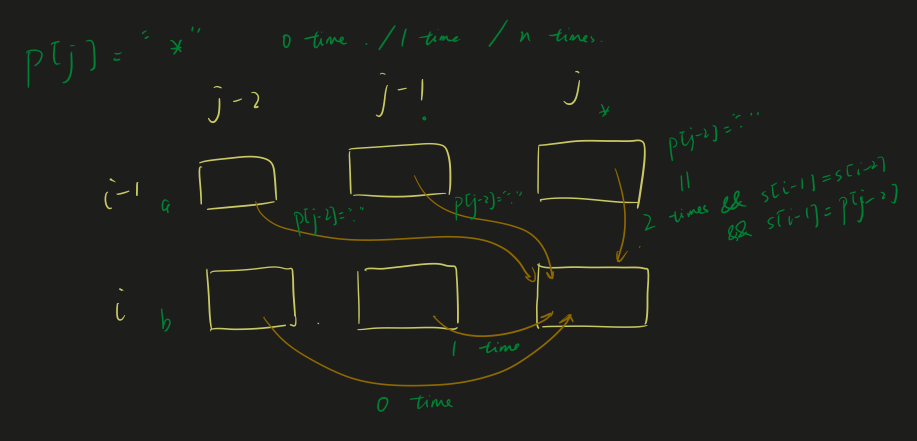 p[j] = "*" 0 time . / 1 time / n times.
j-2 j-1 j
. *
p[j-2]="."
||
2 times && s[i-1]=s[i-2]
&& s[i-1]=p[j-2]
i-1 a
p[j-2]="." p[j-2]="."
i b
1 time
0 time